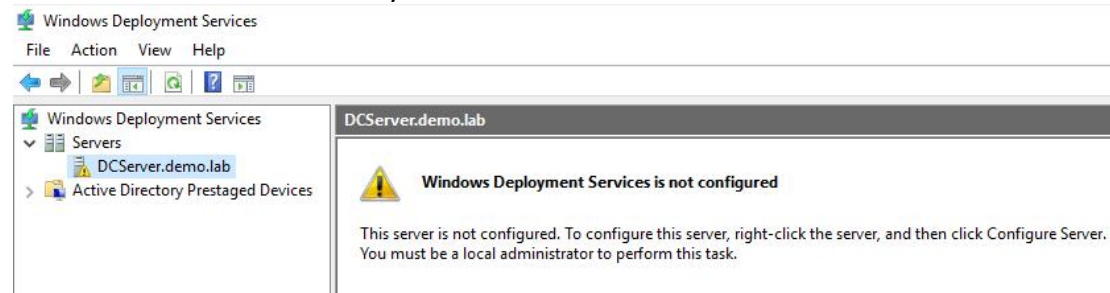 Windows Deployment Services
File Action View Help
Windows Deployment Services
Servers
DCServer.demo.lab
Active Directory Prestaged Devices
DCServer.demo.lab
Windows Deployment Services is not configured
This server is not configured. To configure this server, right-click the server, and then click Configure Server.
You must be a local administrator to perform this task.